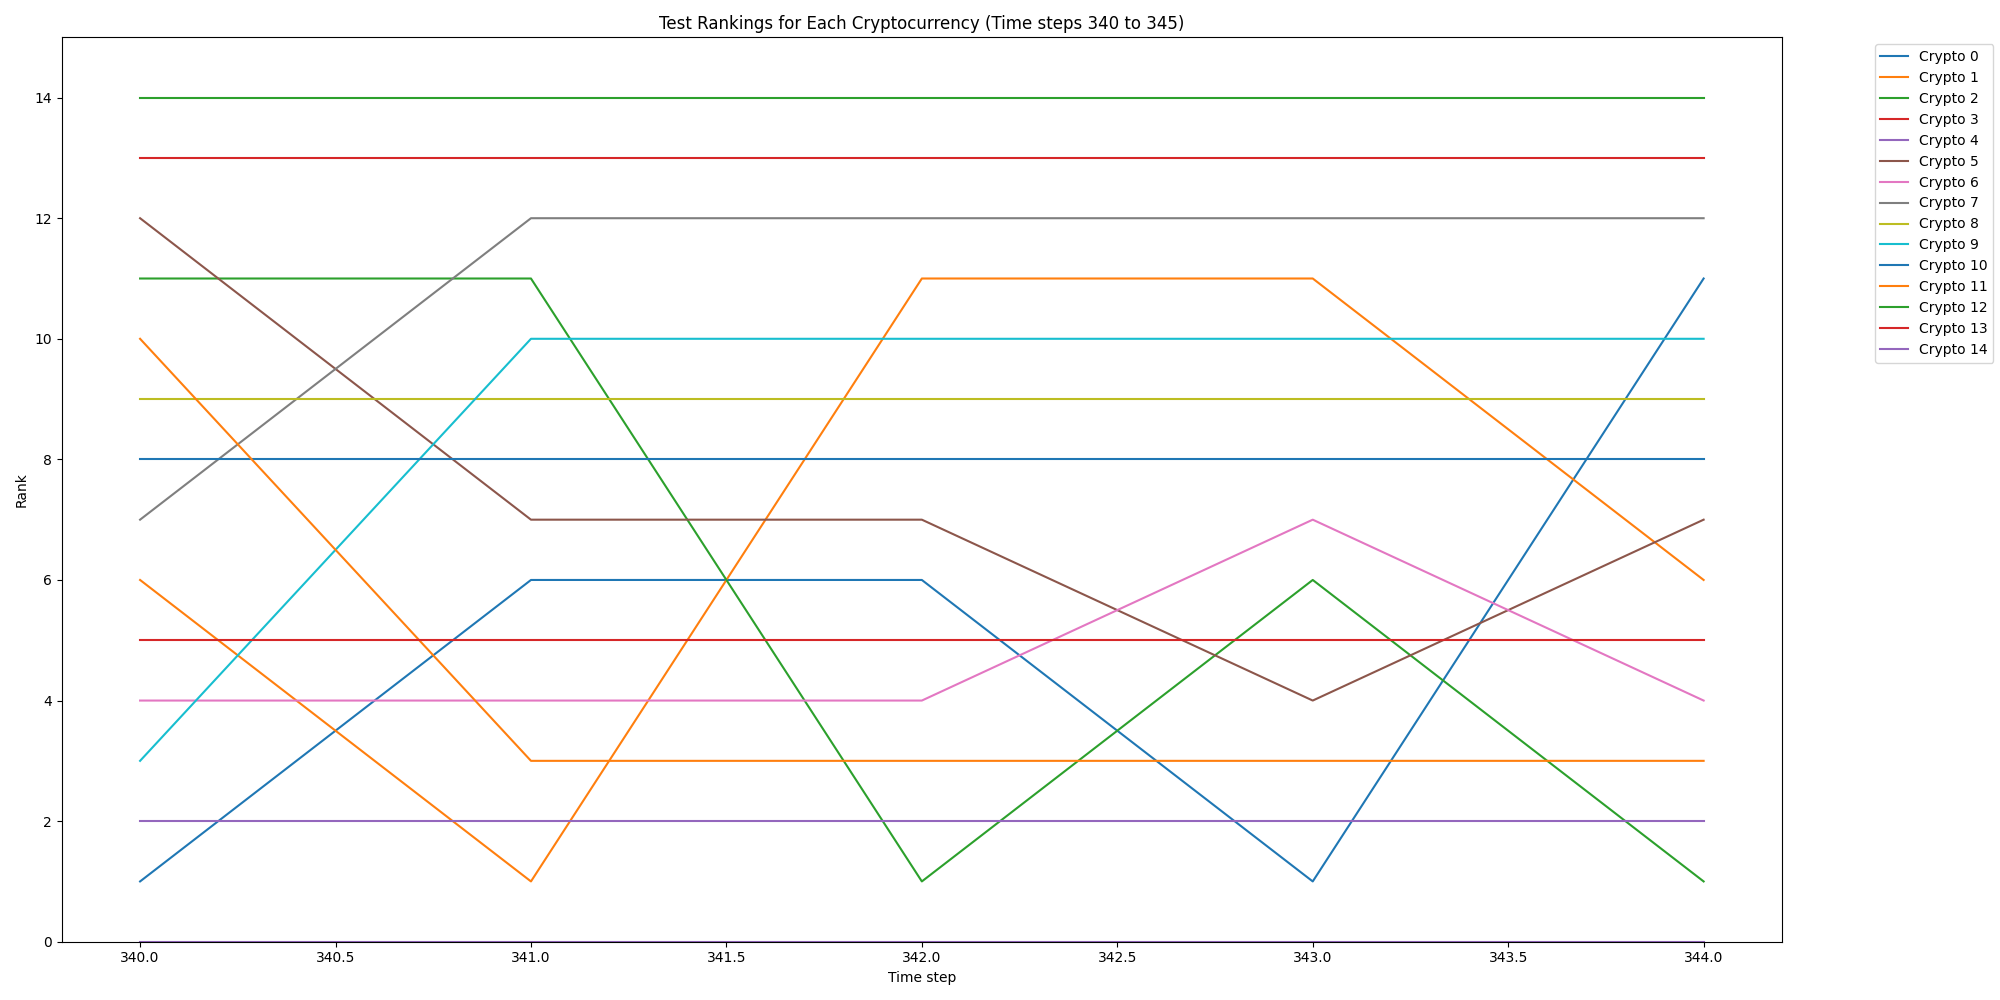 Test Rankings for Each Cryptocurrency (Time steps 340 to 345)
14
12
10
8
6
4
2
0
Rank
340.0 340.5 341.0 341.5 342.0 342.5 343.0 343.5 344.0
Time step
Crypto 0
Crypto 1
Crypto 2
Crypto 3
Crypto 4
Crypto 5
Crypto 6
Crypto 7
Crypto 8
Crypto 9
Crypto 10
Crypto 11
Crypto 12
Crypto 13
Crypto 14